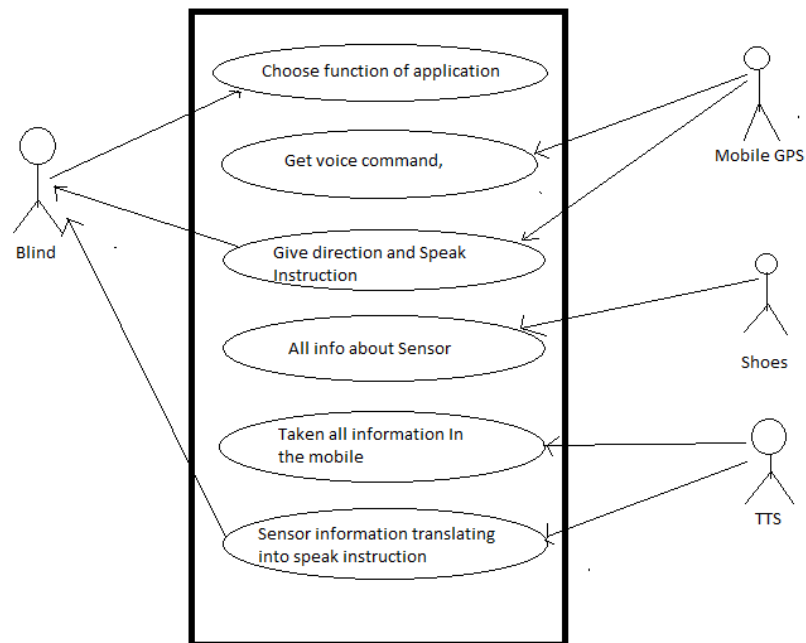 Choose function of application
Mobile GPS
Get voice command,
Blind
Give direction and Speak
Instruction
All info about Sensor
Shoes
Taken all information In
the mobile
TTS
Sensor information translating
into speak instruction